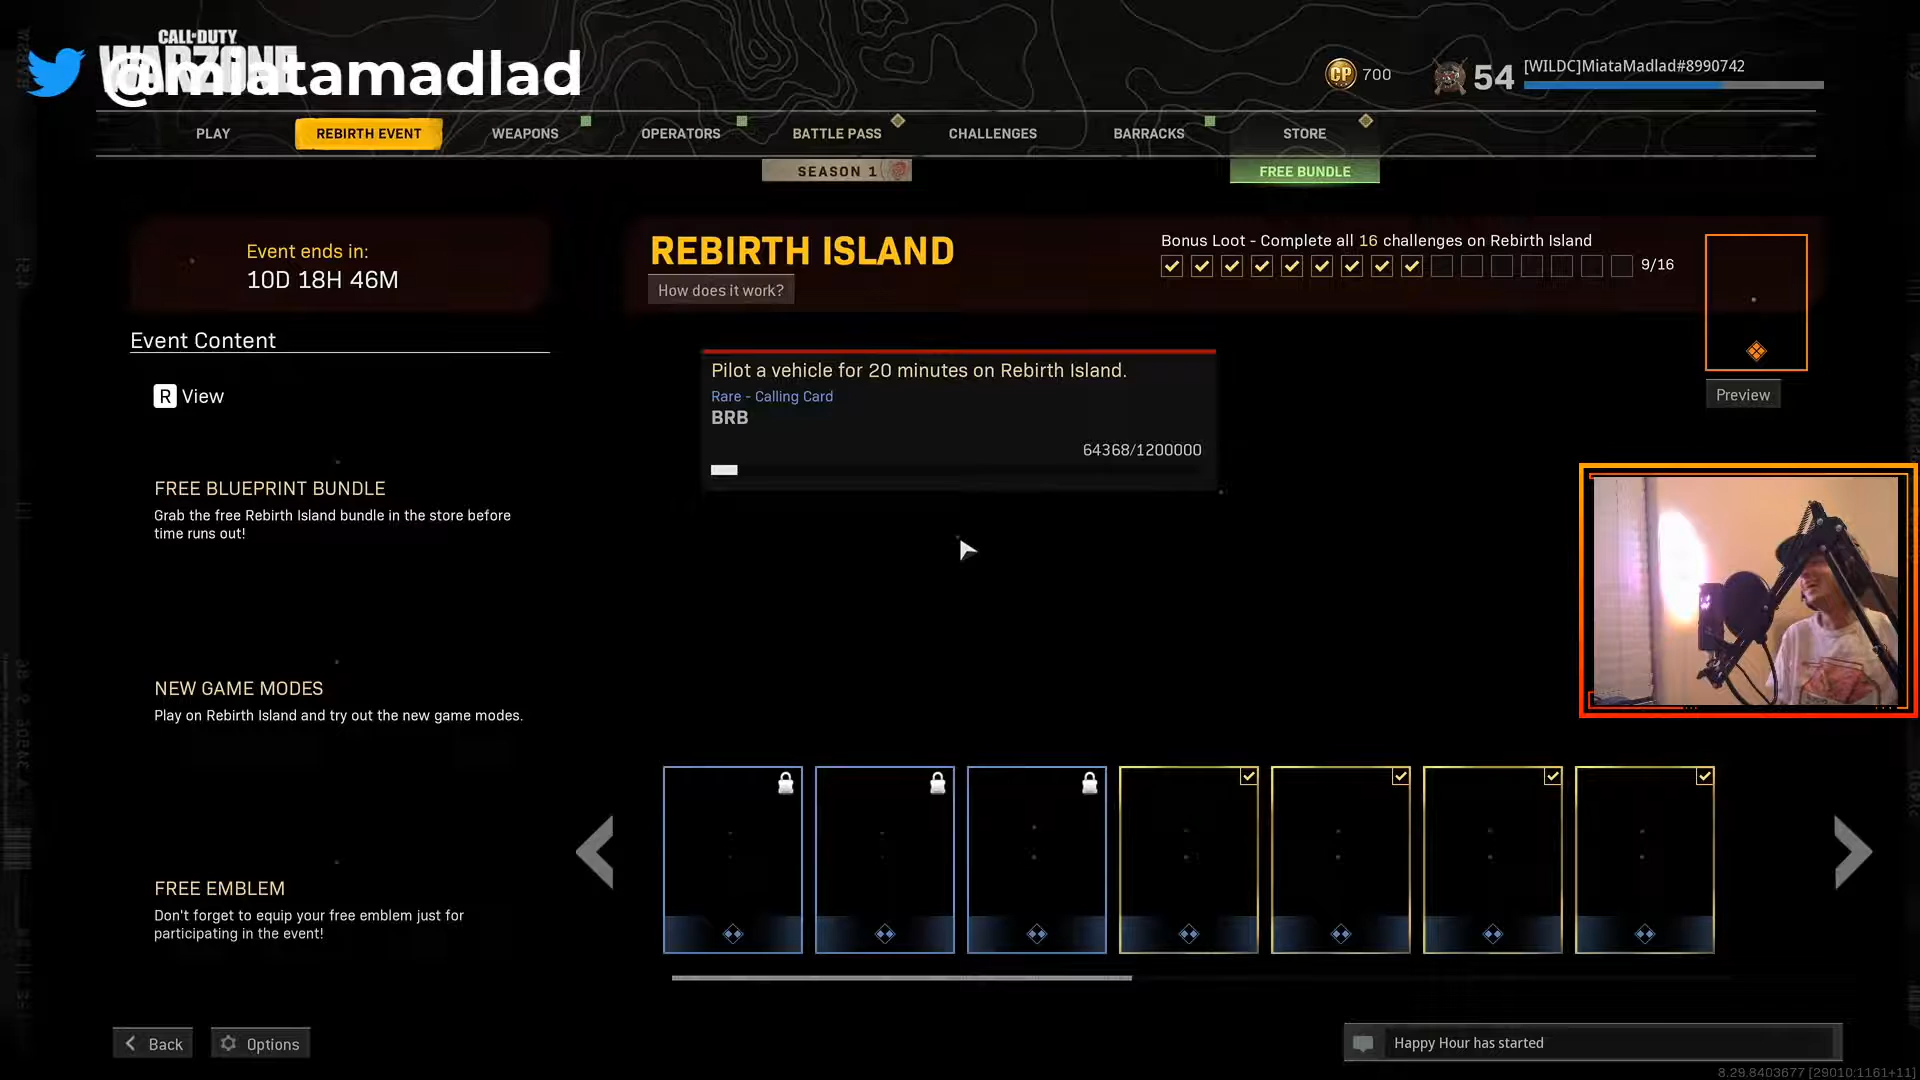 CALL·DUTY
WARZONE
@miatamadlad
CP 700
54
[WILDC]MiataMadlad#8990742
PLAY
REBIRTH EVENT
WEAPONS
OPERATORS
BATTLE PASS
CHALLENGES
BARRACKS
STORE
SEASON 1
FREE BUNDLE
Event ends in:
10D 18H 46M
REBIRTH ISLAND
How does it work?
Bonus Loot - Complete all 16 challenges on Rebirth Island
9/16
Preview
Event Content
R View
Pilot a vehicle for 20 minutes on Rebirth Island.
Rare - Calling Card
BRB
64368/1200000
FREE BLUEPRINT BUNDLE
Grab the free Rebirth Island bundle in the store before
time runs out!
NEW GAME MODES
Play on Rebirth Island and try out the new game modes.
FREE EMBLEM
Don't forget to equip your free emblem just for
participating in the event!
Back
Options
Happy Hour has started
8.29.8403677 [29010:1161+11]